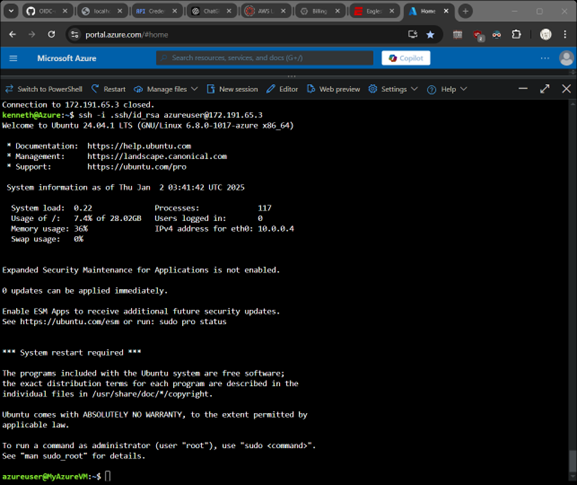 OIDC -
localh
API Creden
ChatG
AWS
Billing
Engine
Home
portal.azure.com/#home
Microsoft Azure
Search resources, services, and docs (G+/)
Copilot
Switch to PowerShell Restart Manage files New session Editor Web preview Settings Help
Connection to 172.191.65.3 closed.
kenneth@Azure:~$ ssh -i .ssh/id_rsa azureuser@172.191.65.3
Welcome to Ubuntu 24.04.1 LTS (GNU/Linux 6.8.0-1017-azure x86_64)
* Documentation: https://help.ubuntu.com
* Management: https://landscape.canonical.com
* Support: https://ubuntu.com/pro
System information as of Thu Jan 2 03:41:42 UTC 2025
System load: 0.22 Processes: 117
Usage of /: 7.4% of 28.02GB Users logged in: 0
Memory usage: 36% IPv4 address for eth0: 10.0.0.4
Swap usage: 0%
Expanded Security Maintenance for Applications is not enabled.
0 updates can be applied immediately.
Enable ESM Apps to receive additional future security updates.
See https://ubuntu.com/esm or run: sudo pro status
*** System restart required ***
The programs included with the Ubuntu system are free software;
the exact distribution terms for each program are described in the
individual files in /usr/share/doc/*/copyright.
Ubuntu comes with ABSOLUTELY NO WARRANTY, to the extent permitted by
applicable law.
To run a command as administrator (user "root"), use "sudo <command>".
See "man sudo_root" for details.
azureuser@MyAzureVM:~$